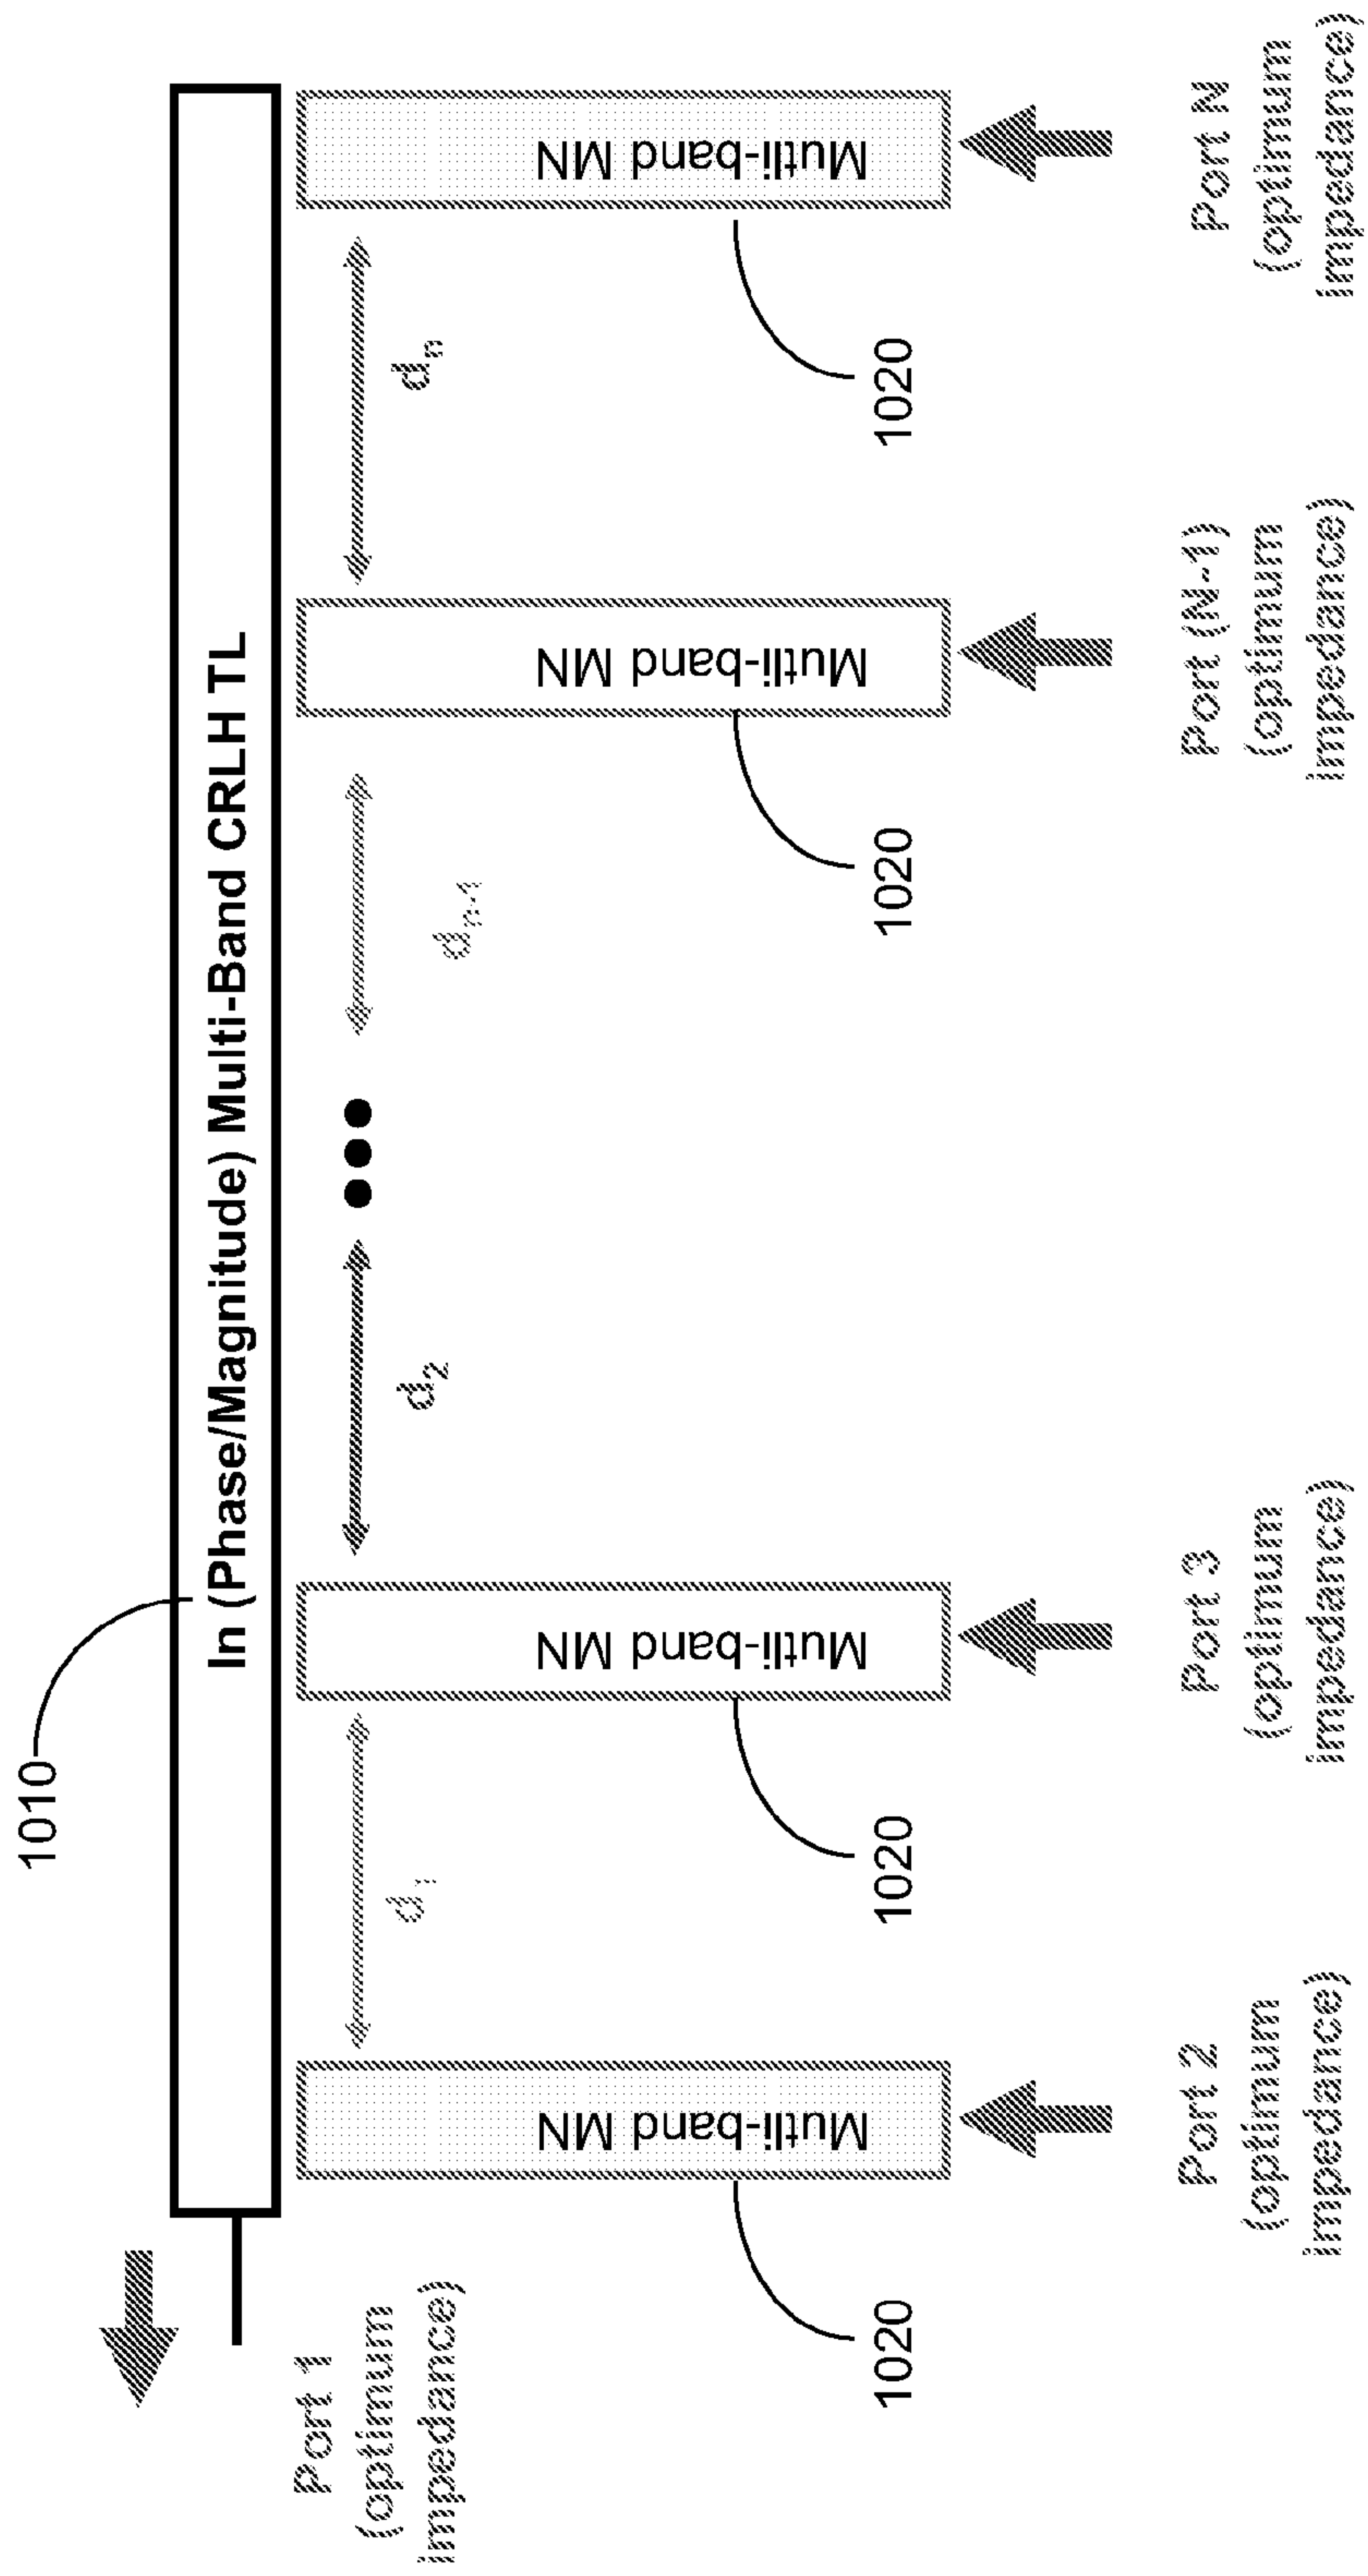 1010
In (Phase/Magnitude) Multi-Band CRLH TL
Port 1
(optimum
impedance)
d1
d2
dn-1
dn
Mutli-band MN
Mutli-band MN
Mutli-band MN
Mutli-band MN
1020
1020
1020
1020
Port 2
(optimum
impedance)
Port 3
(optimum
impedance)
Port (N-1)
(optimum
impedance)
Port N
(optimum
impedance)